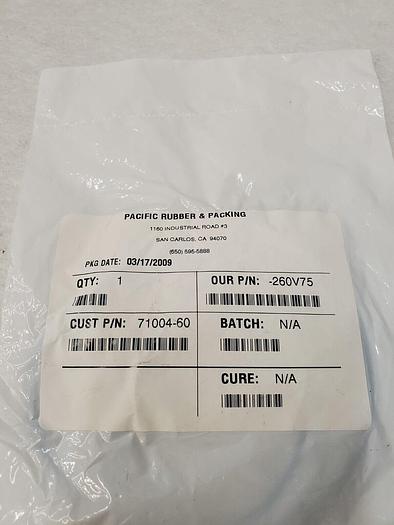 PACIFIC RUBBER & PACKING
1160 INDUSTRIAL ROAD #3
SAN CARLOS, CA 94070
(650) 595-5888
PKG DATE: 03/17/2009
QTY: 1
OUR P/N: -260V75
CUST P/N: 71004-60
BATCH: N/A
CURE: N/A